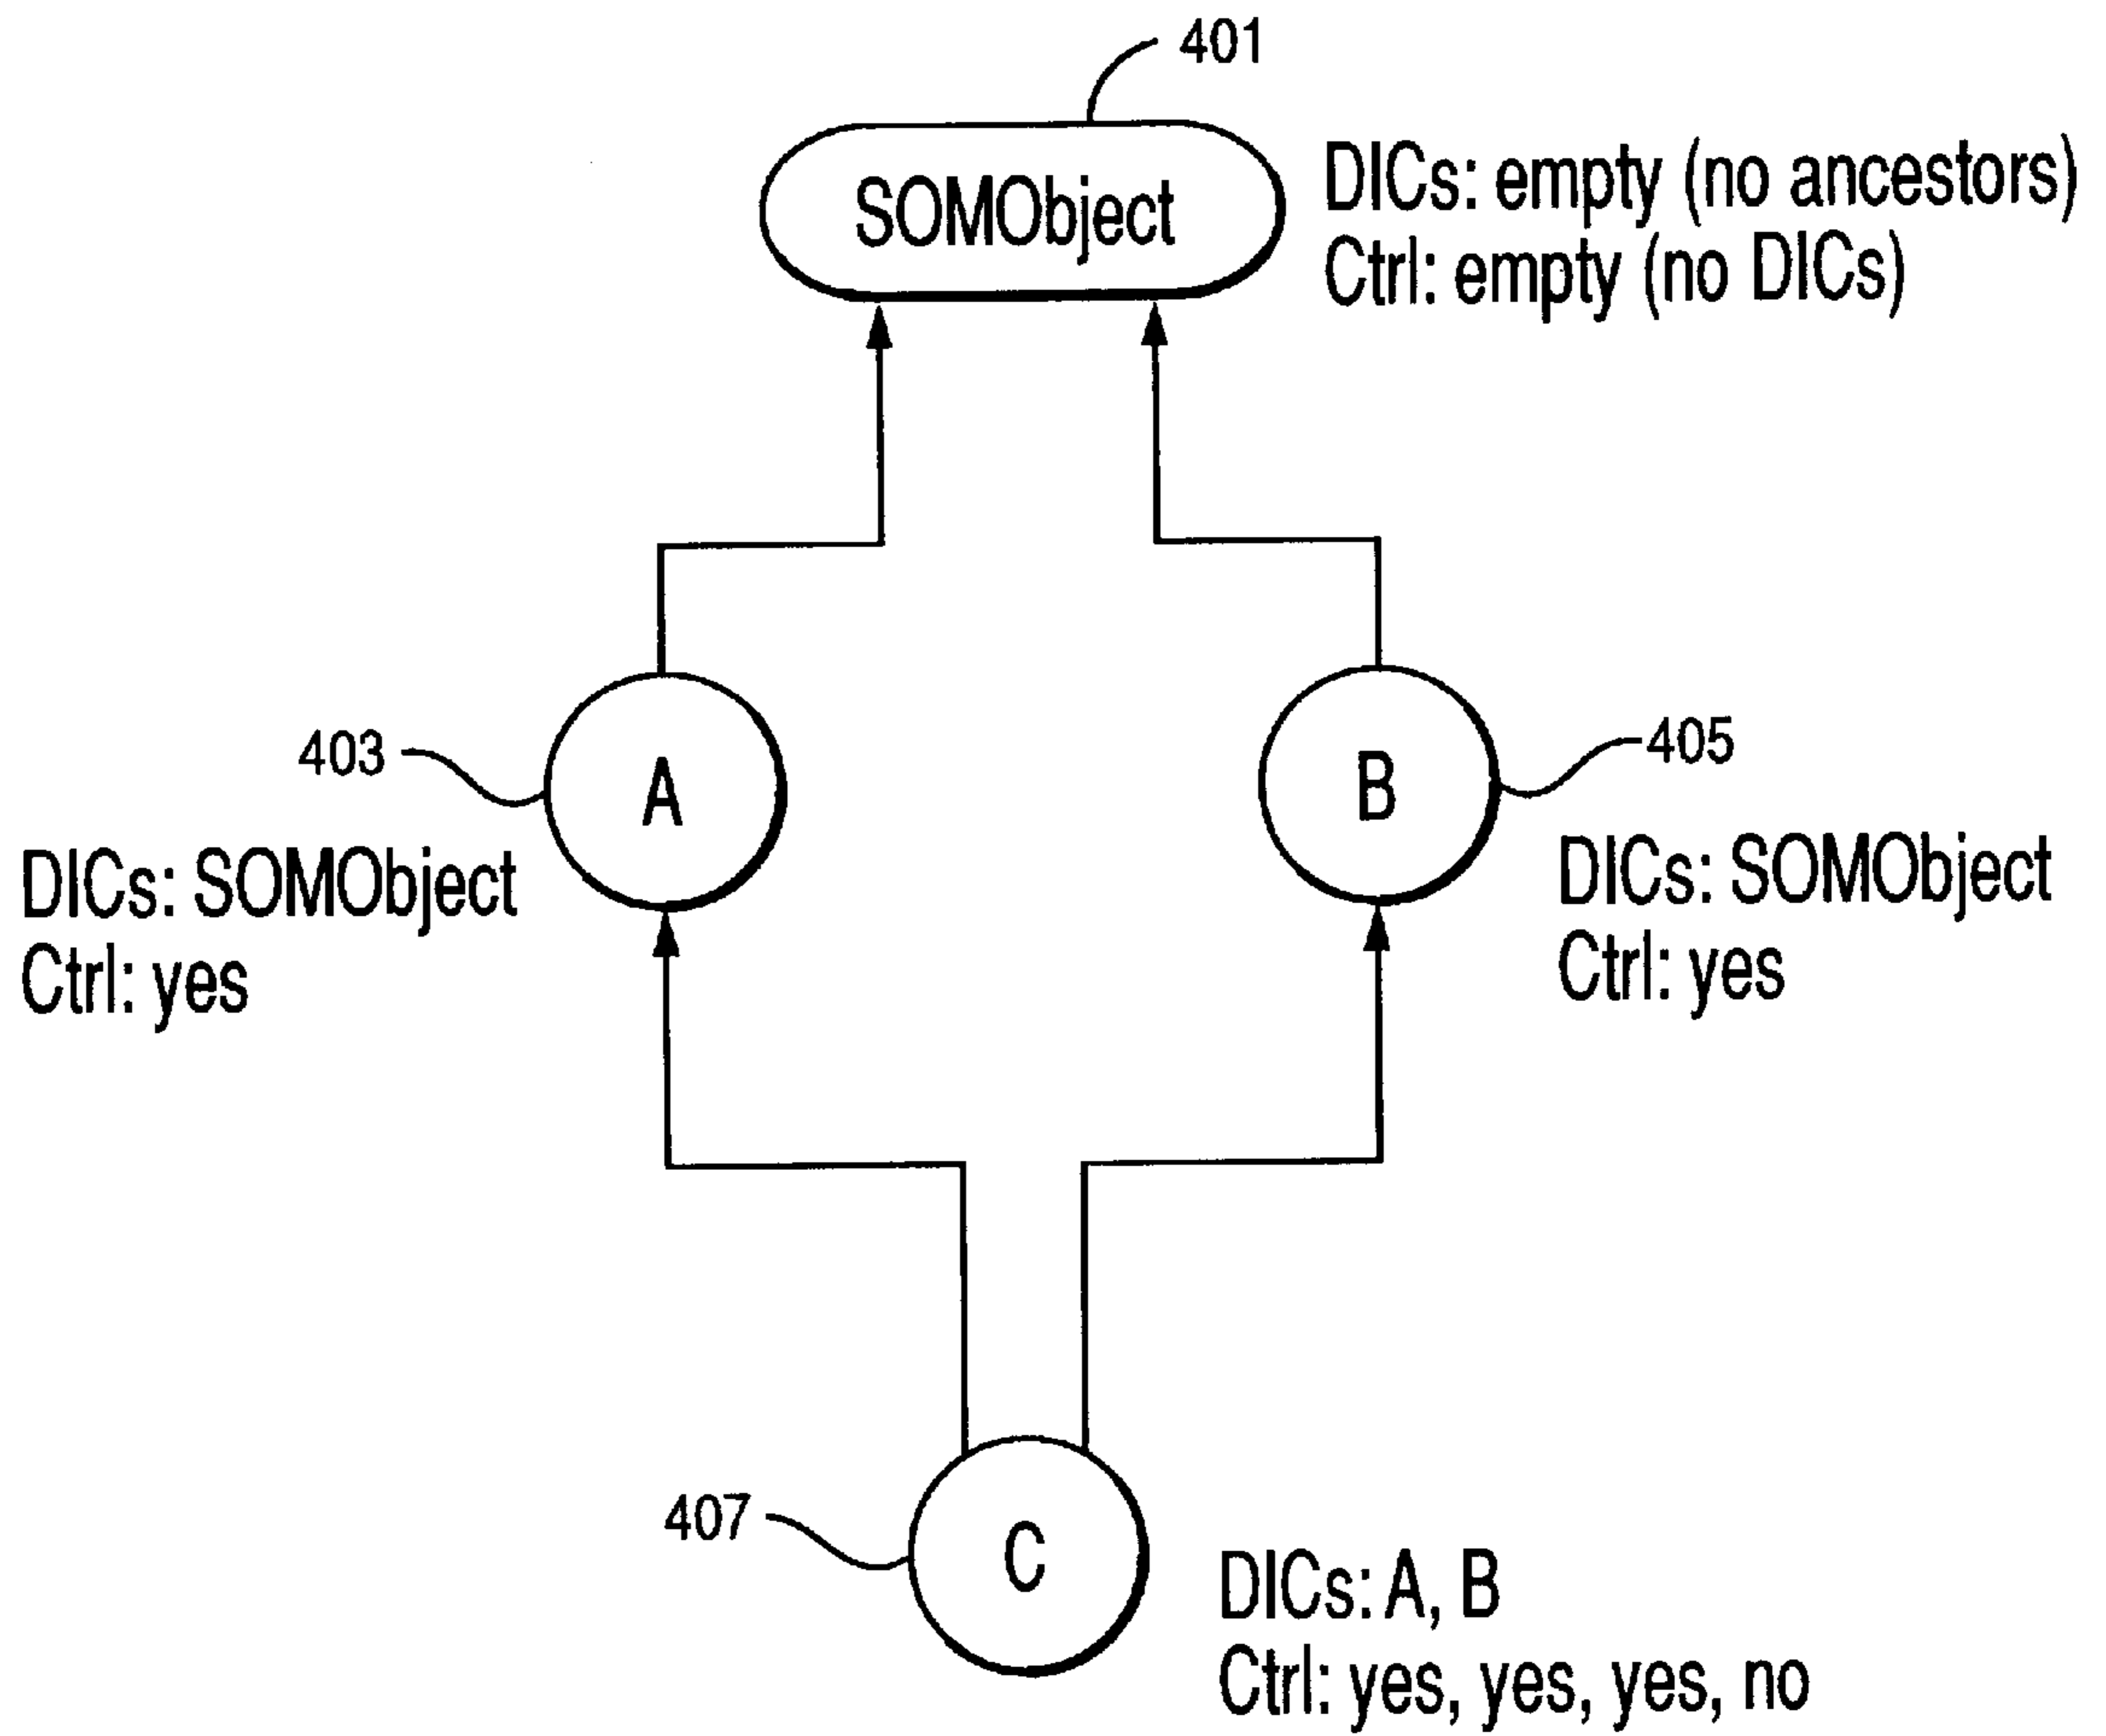 401
SOMObject
DICs: empty (no ancestors)
Ctrl: empty (no DICs)
403
A
B
405
DICs: SOMObject
Ctrl: yes
DICs: SOMObject
Ctrl: yes
407
C
DICs: A, B
Ctrl: yes, yes, yes, no